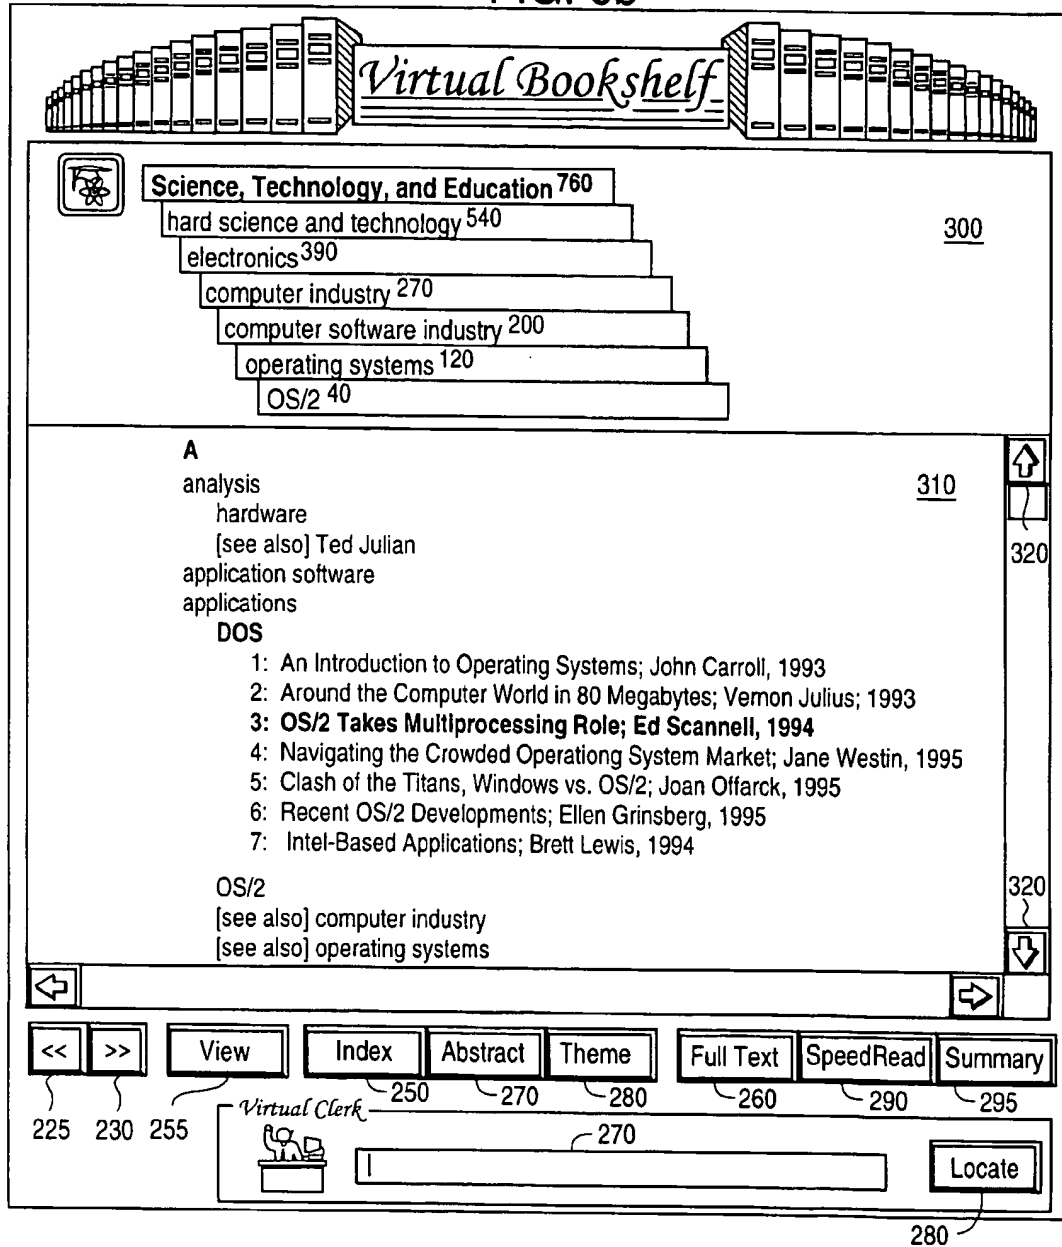 Virtual Bookshelf
Science, Technology, and Education 760
hard science and technology 540
300
electronics 390
computer industry 270
computer software industry 200
operating systems 120
OS/2 40
A
analysis
310
hardware
[see also] Ted Julian
320
application software
applications
DOS
1: An Introduction to Operating Systems; John Carroll, 1993
2: Around the Computer World in 80 Megabytes; Vernon Julius; 1993
3: OS/2 Takes Multiprocessing Role; Ed Scannell, 1994
4: Navigating the Crowded Operationg System Market; Jane Westin, 1995
5: Clash of the Titans, Windows vs. OS/2; Joan Offarck, 1995
6: Recent OS/2 Developments; Ellen Grinsberg, 1995
7: Intel-Based Applications; Brett Lewis, 1994
OS/2
320
[see also] computer industry
[see also] operating systems
<< >> View Index Abstract Theme Full Text SpeedRead Summary
225 230 255 250 270 280 260 290 295
Virtual Clerk
270
Locate
280